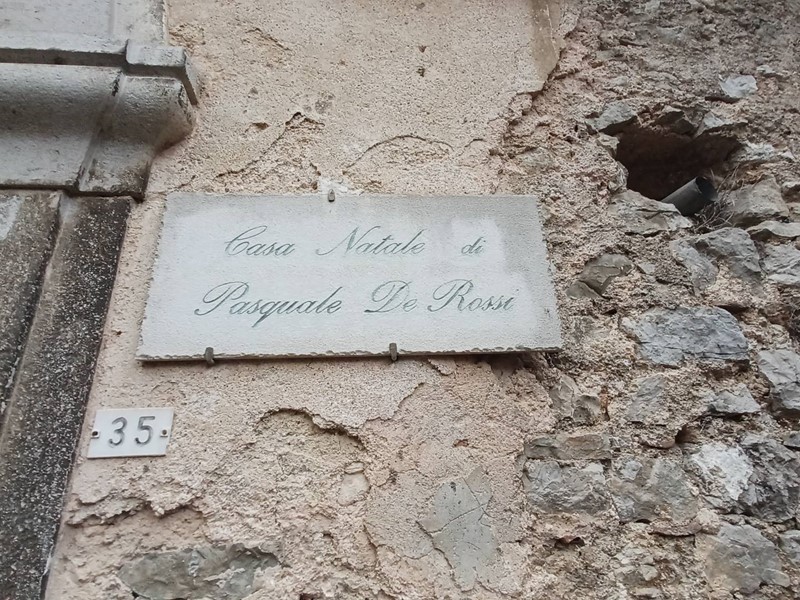 Casa Natale di
Pasquale De Rossi
35